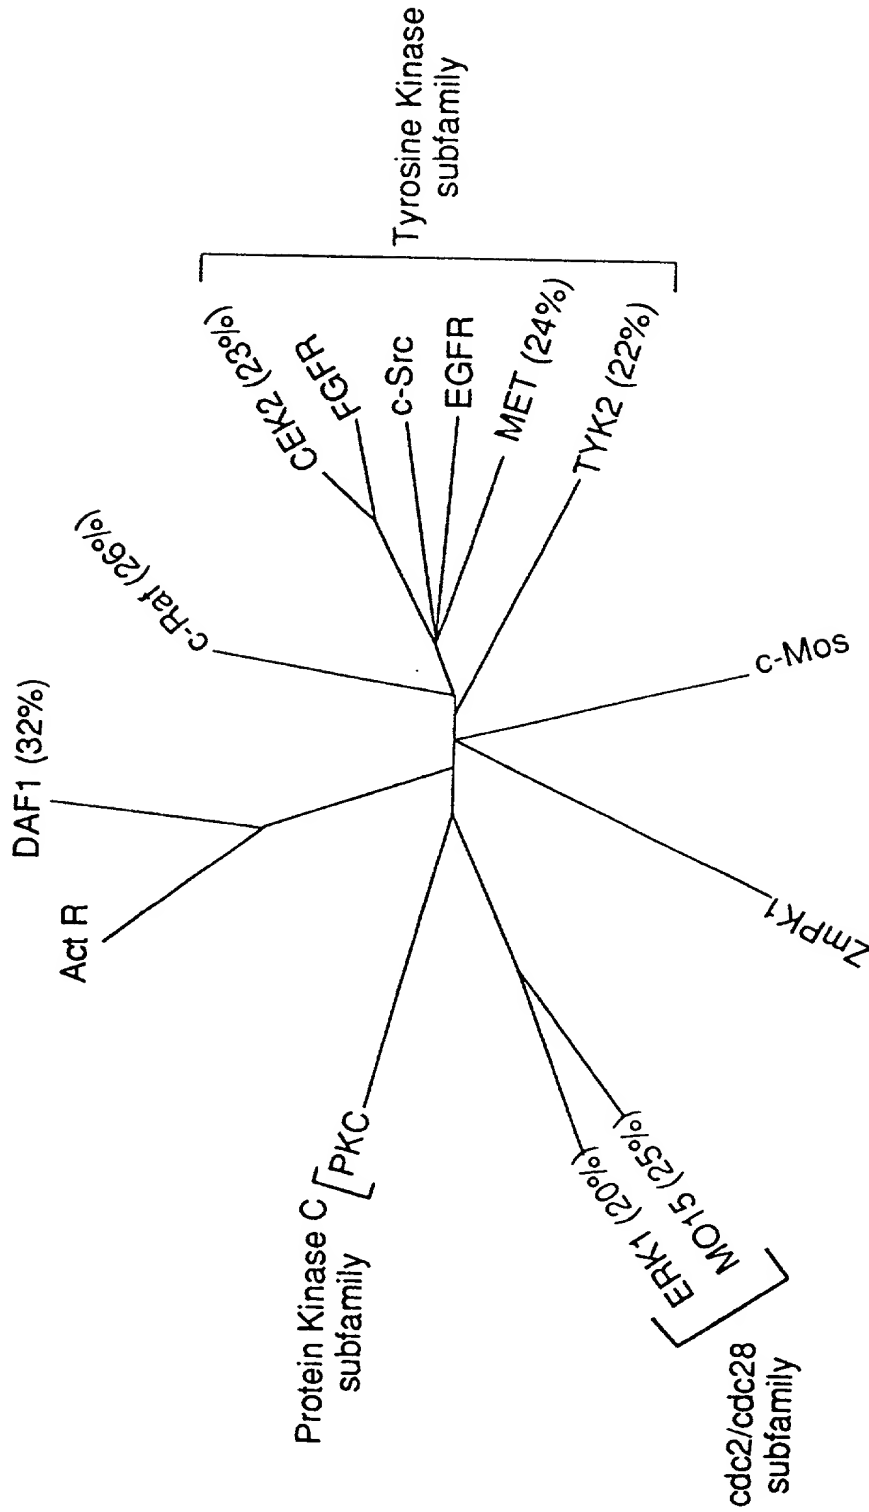 DAF1 (32%)
Act R
c-Raf (26%)
CEK2 (23%)
FGFR
c-Src
EGFR
MET (24%)
TYK2 (22%)
Tyrosine Kinase
subfamily
c-Mos
ZmPK1
Protein Kinase C
subfamily
PKC
ERK1 (20%)
MO15 (25%)
cdc2/cdc28
subfamily